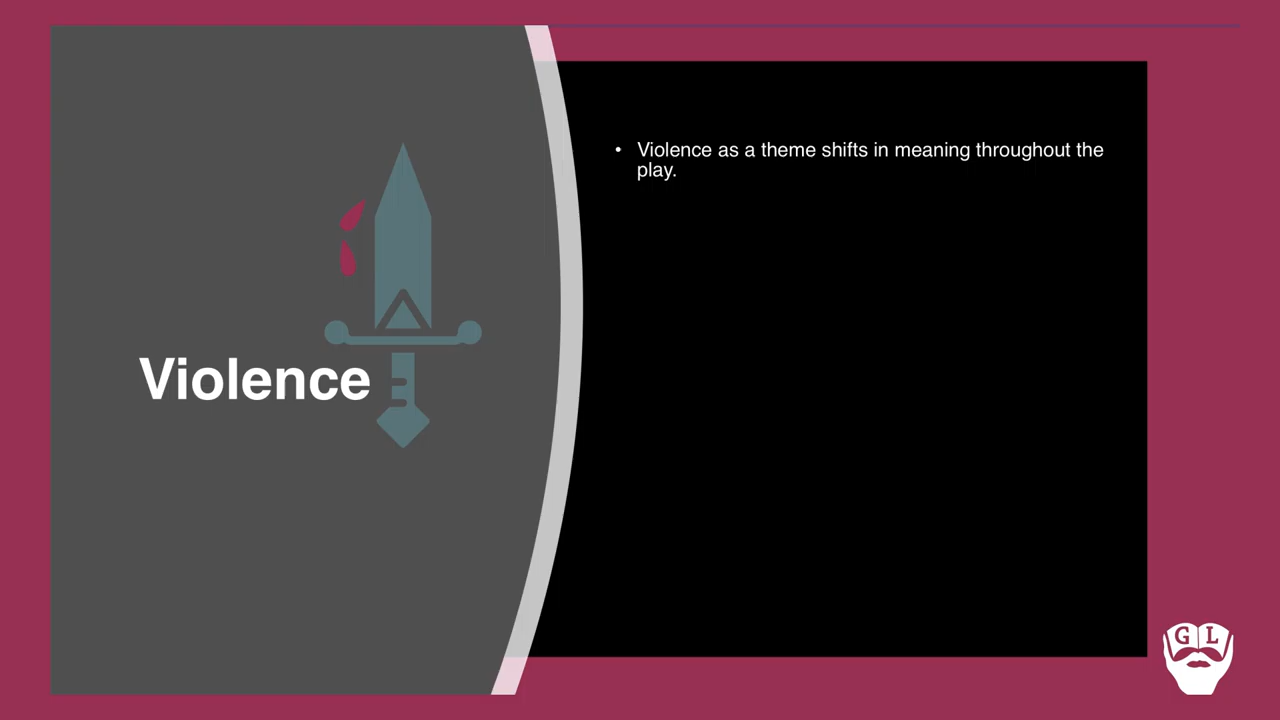 Violence
• Violence as a theme shifts in meaning throughout the
play.
G L